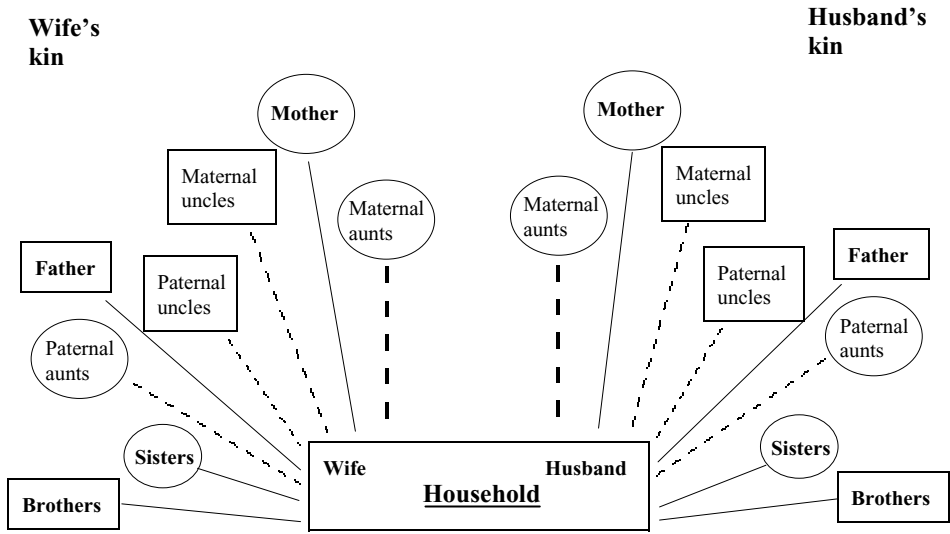 Wife's
kin
Husband's
kin
Mother
Mother
Maternal
uncles
Maternal
aunts
Maternal
aunts
Maternal
uncles
Father
Paternal
uncles
Paternal
uncles
Father
Paternal
aunts
Paternal
aunts
Sisters
Sisters
Brothers
Brothers
Wife
Husband
Household